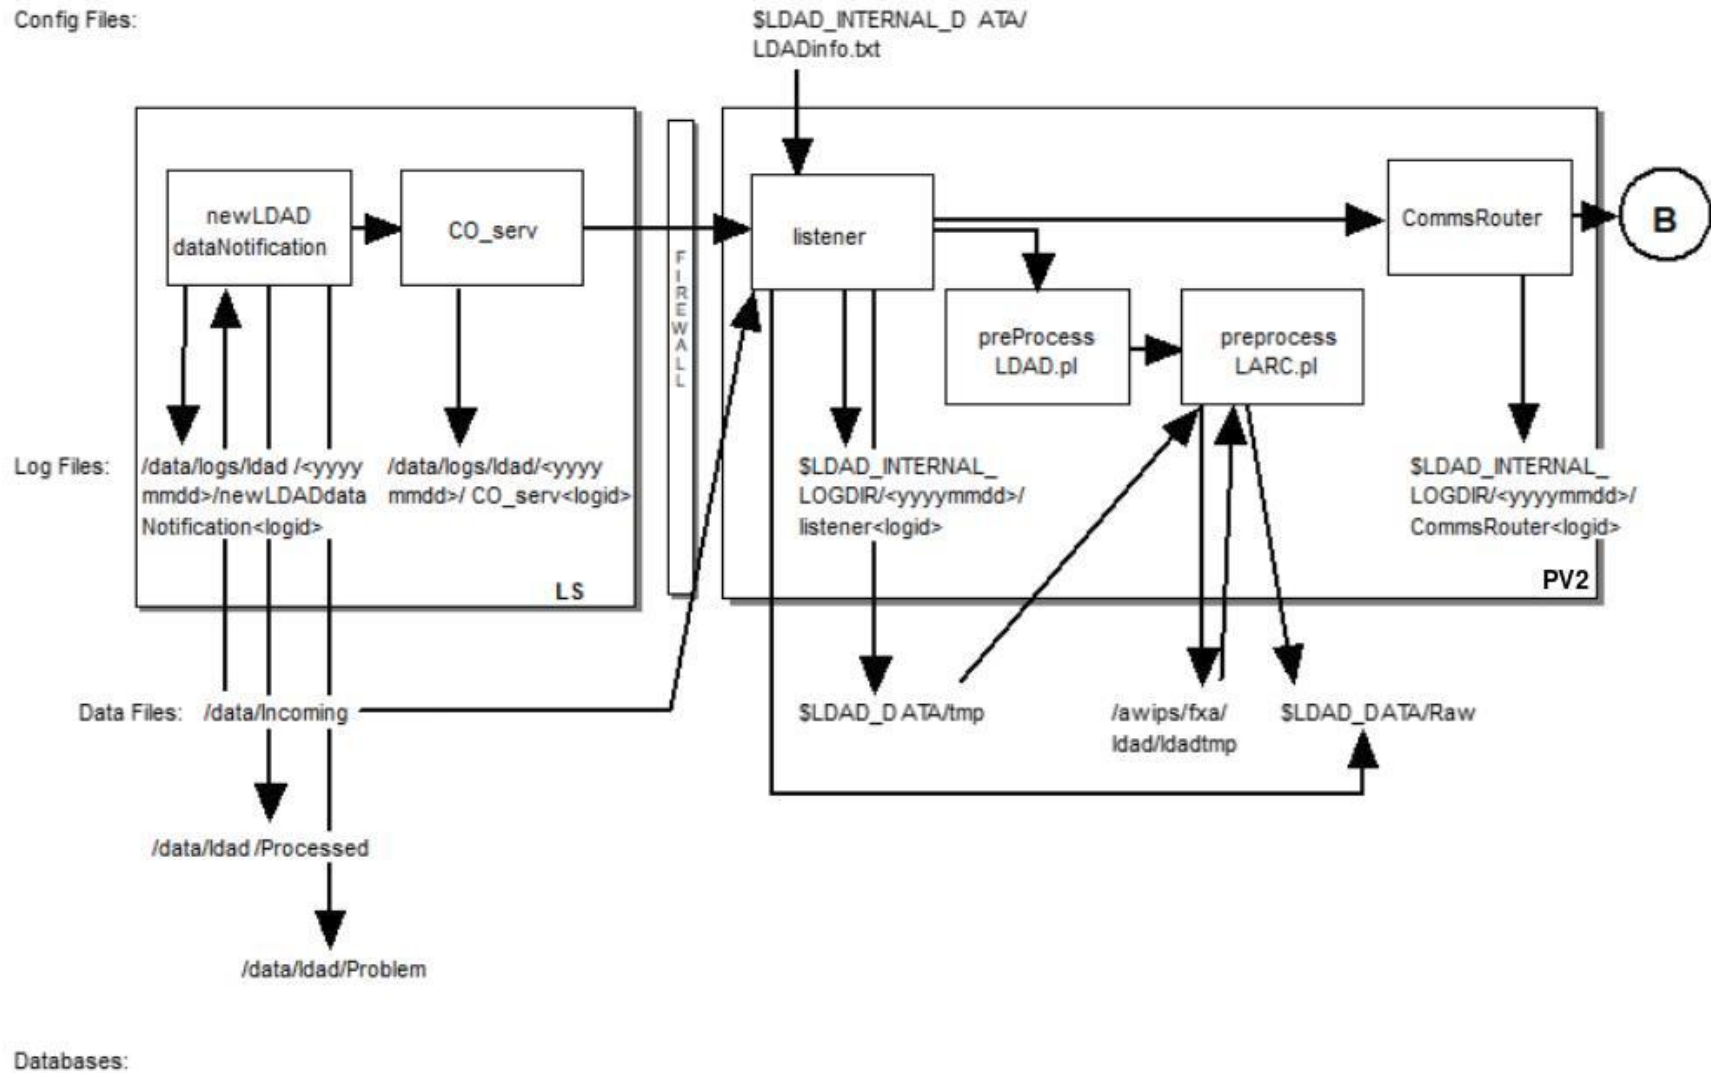 Config Files:
$LDAD_INTERNAL_D ATA/
LDADinfo.txt
newLDAD
dataNotification
CO_serv
FIREWALL
listener
CommsRouter
B
preProcess
LDAD.pl
preprocess
LARC.pl
Log Files:
/data/logs/ldad /<yyyy
mmdd>/newLDADdata
Notification<logid>
/data/logs/ldad/<yyyy
mmdd>/ CO_serv<logid>
$LDAD_INTERNAL_
LOGDIR/<yyyymmdd>/
listener<logid>
$LDAD_INTERNAL_
LOGDIR/<yyyymmdd>/
CommsRouter<logid>
LS
PV2
Data Files:
/data/Incoming
$LDAD_D ATA/tmp
/awips/fxa/
ldad/ldadtmp
$LDAD_DATA/Raw
/data/ldad /Processed
/data/ldad/Problem
Databases: